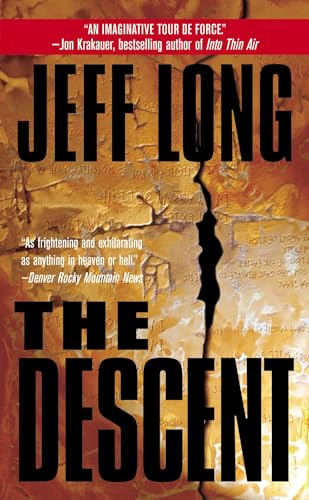 “AN IMAGINATIVE TOUR DE FORCE.”
—Jon Krakauer, bestselling author of Into Thin Air
JEFF LONG
“As frightening and exhilarating
as anything in heaven or hell.”
—Denver Rocky Mountain News
THE
DESCENT